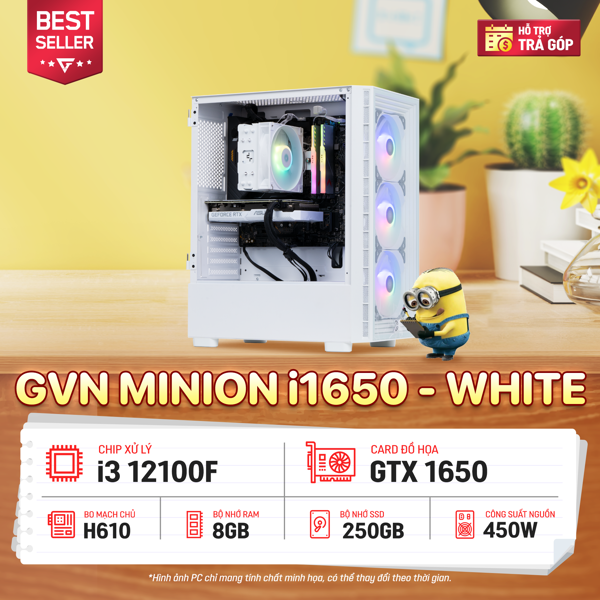 BEST
SELLER
HỖ TRỢ
TRẢ GÓP
GEFORCE RTX
GVN MINION i1650 - WHITE
CHIP XỬ LÝ
i3 12100F
CARD ĐỒ HỌA
GTX 1650
BO MẠCH CHỦ
H610
BỘ NHỚ RAM
8GB
BỘ NHỚ SSD
250GB
CÔNG SUẤT NGUỒN
450W
*Hình ảnh PC chỉ mang tính chất minh họa, có thể thay đổi theo thời gian.